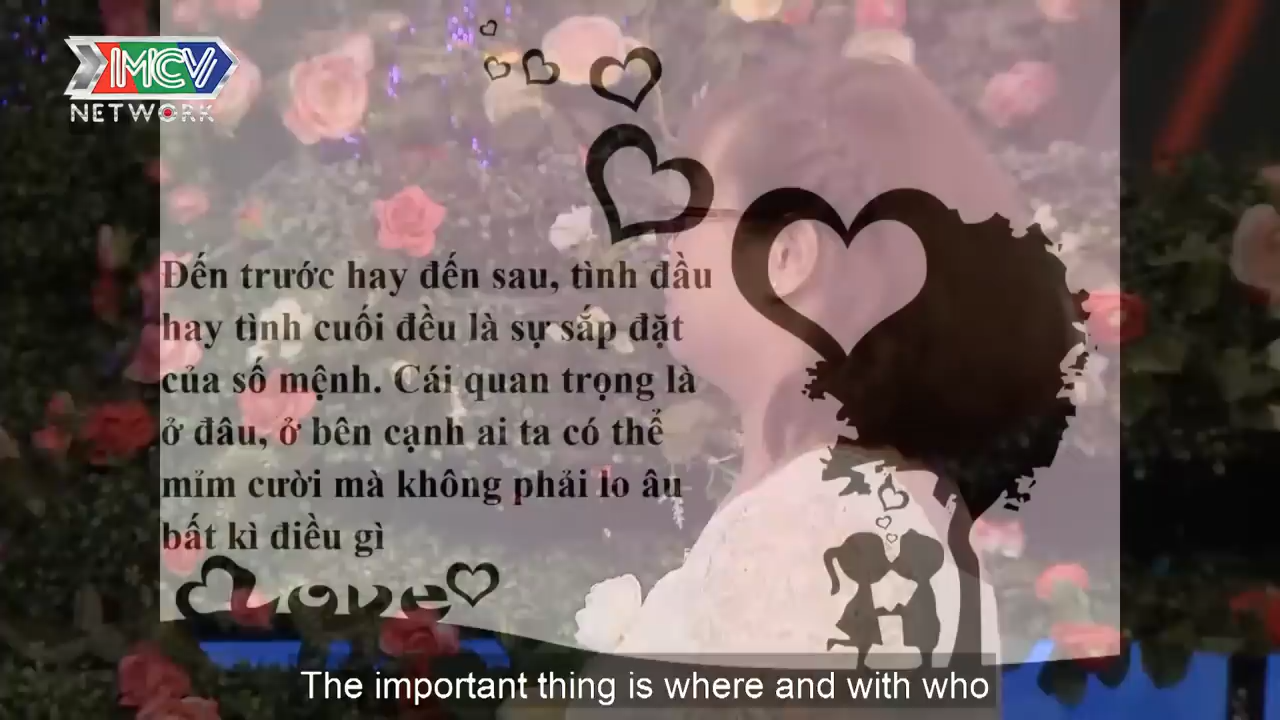 MCV
NETWORK
Đến trước hay đến sau, tình đầu
hay tình cuối đều là sự sắp đặt
của số mệnh. Cái quan trọng là
ở đâu, ở bên cạnh ai ta có thể
mỉm cười mà không phải lo âu
bất kì điều gì
Love
The important thing is where and with who